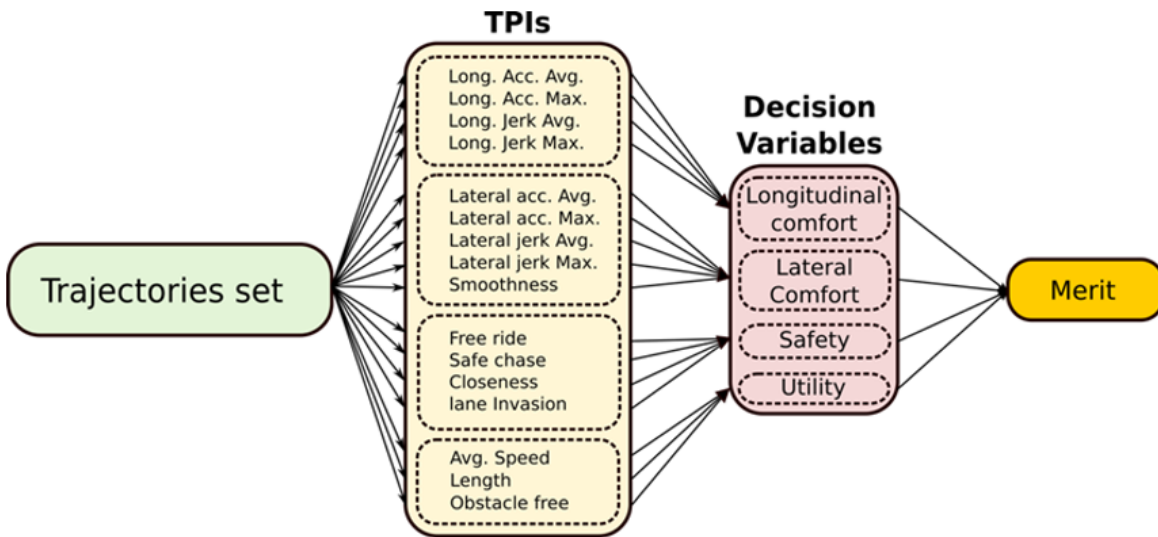 TPIs
Long. Acc. Avg.
Long. Acc. Max.
Long. Jerk Avg.
Long. Jerk Max.
Lateral acc. Avg.
Lateral acc. Max.
Lateral jerk Avg.
Lateral jerk Max.
Smoothness
Free ride
Safe chase
Closeness
lane Invasion
Avg. Speed
Length
Obstacle free
Trajectories set
Decision
Variables
Longitudinal
comfort
Lateral
Comfort
Safety
Utility
Merit